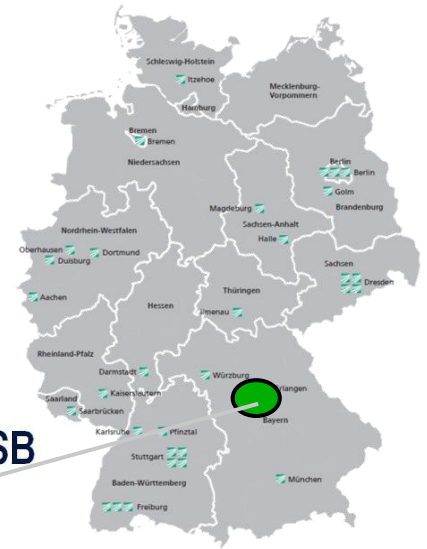 Schleswig-Holstein
Itzehoe
Mecklenburg-
Vorpommern
Hamburg
Bremen
Bremen
Niedersachsen
Berlin
Berlin
Golm
Brandenburg
Magdeburg
Sachsen-Anhalt
Halle
Nordrhein-Westfalen
Oberhausen
Dortmund
Duisburg
Aachen
Sachsen
Dresden
Thüringen
Ilmenau
Hessen
Rheinland-Pfalz
Darmstadt
Würzburg
Kaiserslautern
rlangen
Saarland
Saarbrücken
Bayern
Karlsruhe
Pfinztal
SB
Stuttgart
München
Baden-Württemberg
Freiburg